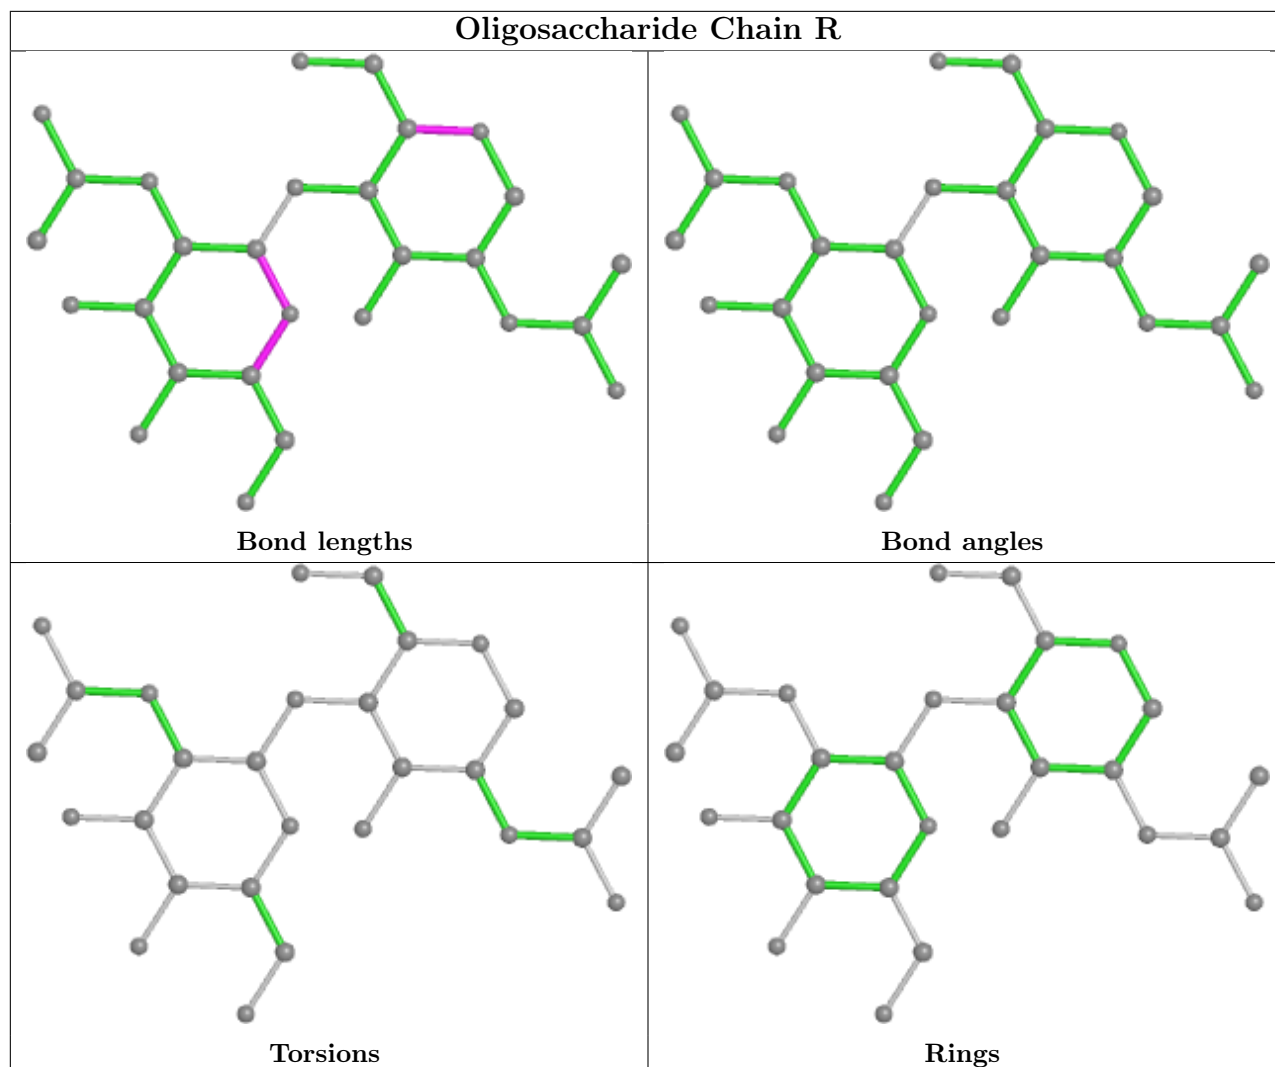 Oligosaccharide Chain R
Bond lengths
Bond angles
Torsions
Rings